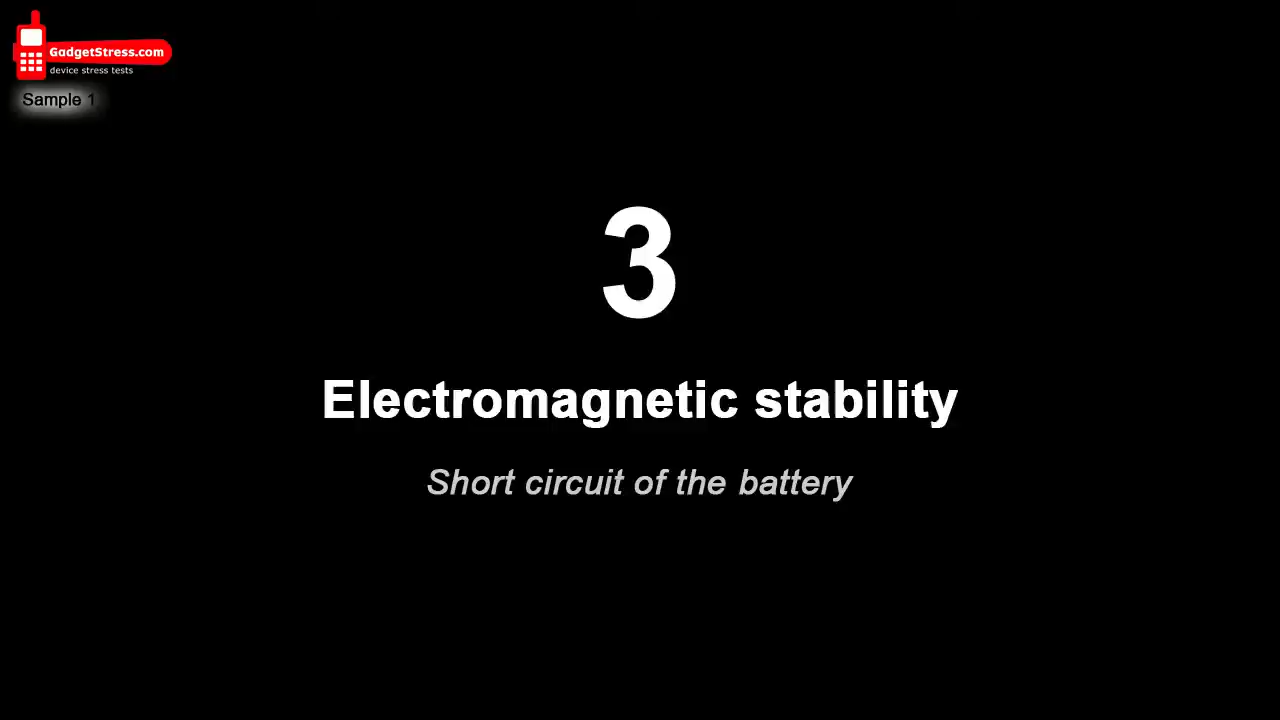 GadgetStress.com
device stress tests
Sample 1
3
Electromagnetic stability
Short circuit of the battery